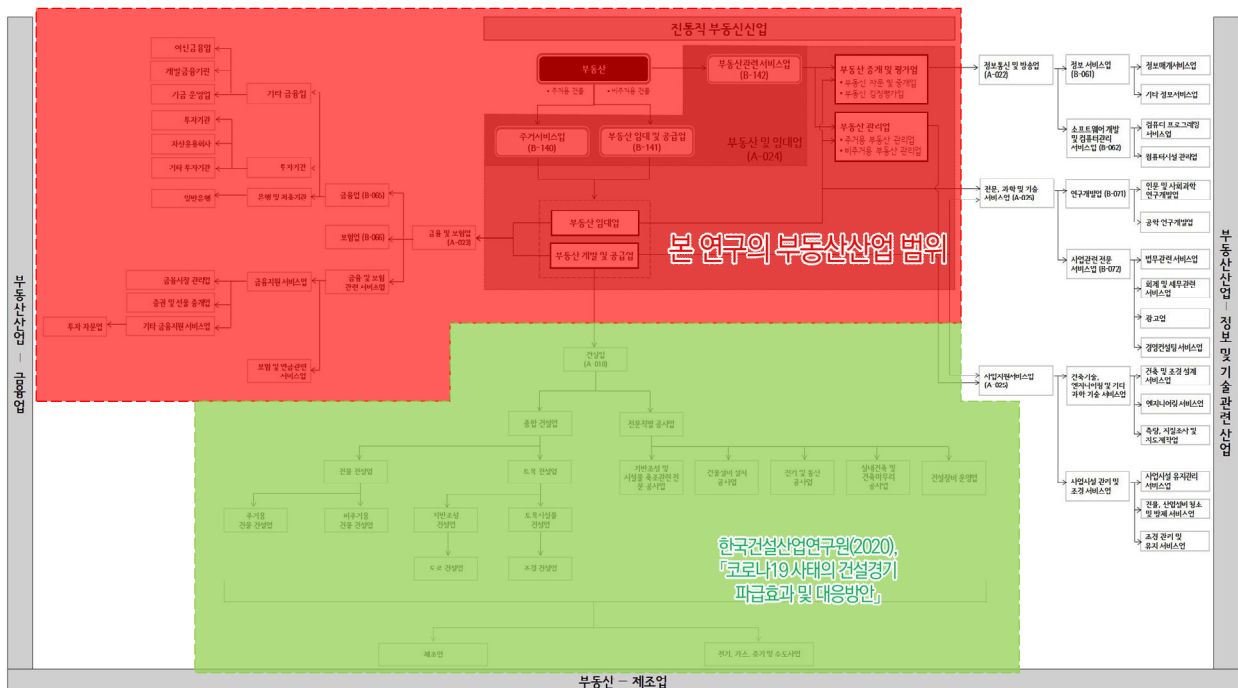 전통적 부동산산업
부동산
• 주거용 건물
• 비주거용 건물
부동산관련서비스업
(B-142)
부동산 중개 및 평가업
• 부동산 자문 및 중개업
• 부동산 감정평가업
주거서비스업
(B-140)
부동산 임대 및 공급업
(B-141)
부동산 및 임대업
(A-024)
부동산 관리업
• 주거용 부동산 관리업
• 비주거용 부동산 관리업
부동산 임대업
부동산 개발 및 공급업
본 연구의 부동산산업 범위
여신금융업
개발금융기관
기금 운영업
기타 금융업
투자기관
자산운용회사
기타 투자기관
투자기관
일반은행
은행 및 저축기관
금융업 (B-065)
보험업 (B-066)
금융 및 보험업
(A-023)
금융 및 보험
관련 서비스업
금융시장 관리업
증권 및 선물 중개업
기타 금융지원 서비스업
투자 자문업
금융지원 서비스업
보험 및 연금관련
서비스업
부동산산업 – 금융업
정보통신 및 방송업
(A-022)
정보 서비스업
(B-061)
정보매개서비스업
기타 정보서비스업
소프트웨어 개발
및 컴퓨터관리
서비스업 (B-062)
컴퓨터 프로그래밍
서비스업
컴퓨터시설 관리업
전문, 과학 및 기술
서비스업 (A-025)
연구개발업 (B-071)
인문 및 사회과학
연구개발업
공학 연구개발업
사업관련 전문
서비스업 (B-072)
법무관련 서비스업
회계 및 세무관련
서비스업
광고업
경영컨설팅 서비스업
사업지원서비스업
(A-025)
건축기술,
엔지니어링 및 기타
과학 기술 서비스업
건축 및 조경 설계
서비스업
엔지니어링 서비스업
측량, 지질조사 및
지도제작업
사업시설 관리 및
조경 서비스업
사업시설 유지관리
서비스업
건물, 산업설비 청소
및 방제 서비스업
조경 관리 및
유지 서비스업
부동산산업 – 정보 및 기술 관련 산업
건설업
(A-018)
종합 건설업
전문직별 공사업
건물 건설업
토목 건설업
기반조성 및
시설물 축조관련 전
문 공사업
건물설비 설치
공사업
전기 및 통신
공사업
실내건축 및
건축마무리
공사업
건설장비 운영업
주거용
건물 건설업
비주거용
건물 건설업
지반조성
건설업
토목시설물
건설업
도로 건설업
조경 건설업
한국건설산업연구원(2020),
「코로나19 사태의 건설경기
파급효과 및 대응방안」
제조업
전기, 가스, 증기 및 수도사업
부동산 – 제조업